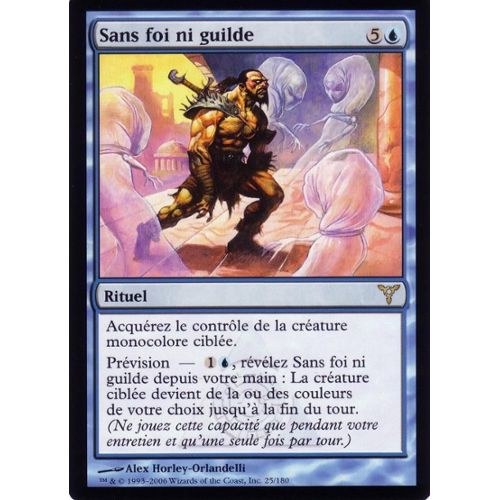 Sans foi ni guilde 5
Rituel
Acquérez le contrôle de la créature
monocolore ciblée.
Prévision — 1, révélez Sans foi ni
guilde depuis votre main : La créature
ciblée devient de la ou des couleurs
de votre choix jusqu'à la fin du tour.
(Ne jouez cette capacité que pendant votre
entretien et qu'une seule fois par tour.)
Alex Horley-Orlandelli
™ & © 1993–2006 Wizards of the Coast, Inc. 25/180